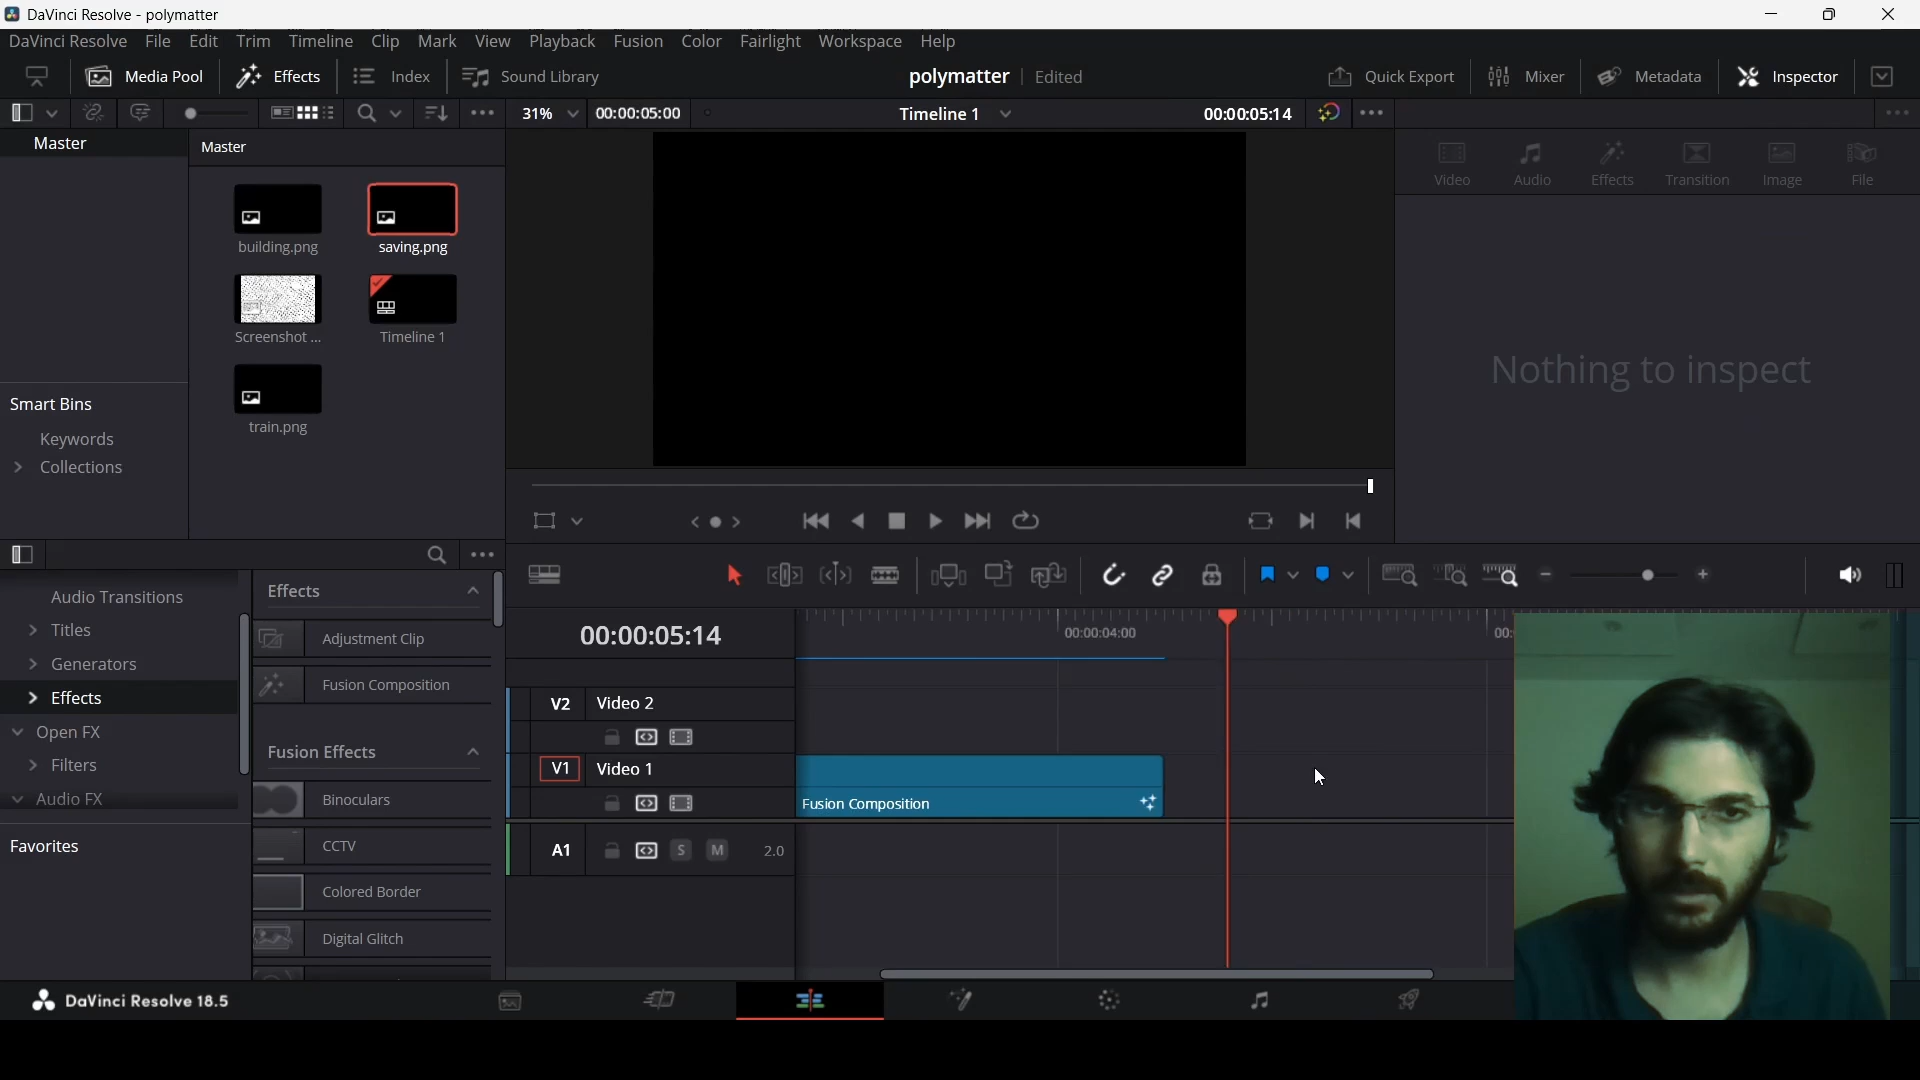 DaVinci Resolve - polymatter
DaVinci Resolve File Edit Trim Timeline Clip Mark View Playback Fusion Color Fairlight Workspace Help
Media Pool Effects Index Sound Library polymatter Edited Quick Export Mixer Metadata Inspector
31% 00:00:05:00 Timeline 1 00:00:05:14
Master
Master
Video Audio Effects Transition Image File
building.png saving.png
Screenshot ... Timeline 1
train.png
Nothing to inspect
Smart Bins
Keywords
Collections
Audio Transitions
Titles
Generators
Effects
Open FX
Filters
Audio FX
Favorites
Effects
Adjustment Clip
Fusion Composition
Fusion Effects
Binoculars
CCTV
Colored Border
Digital Glitch
00:00:05:14
00:00:04:00
V2 Video 2
V1 Video 1
Fusion Composition
A1 S M 2.0
DaVinci Resolve 18.5